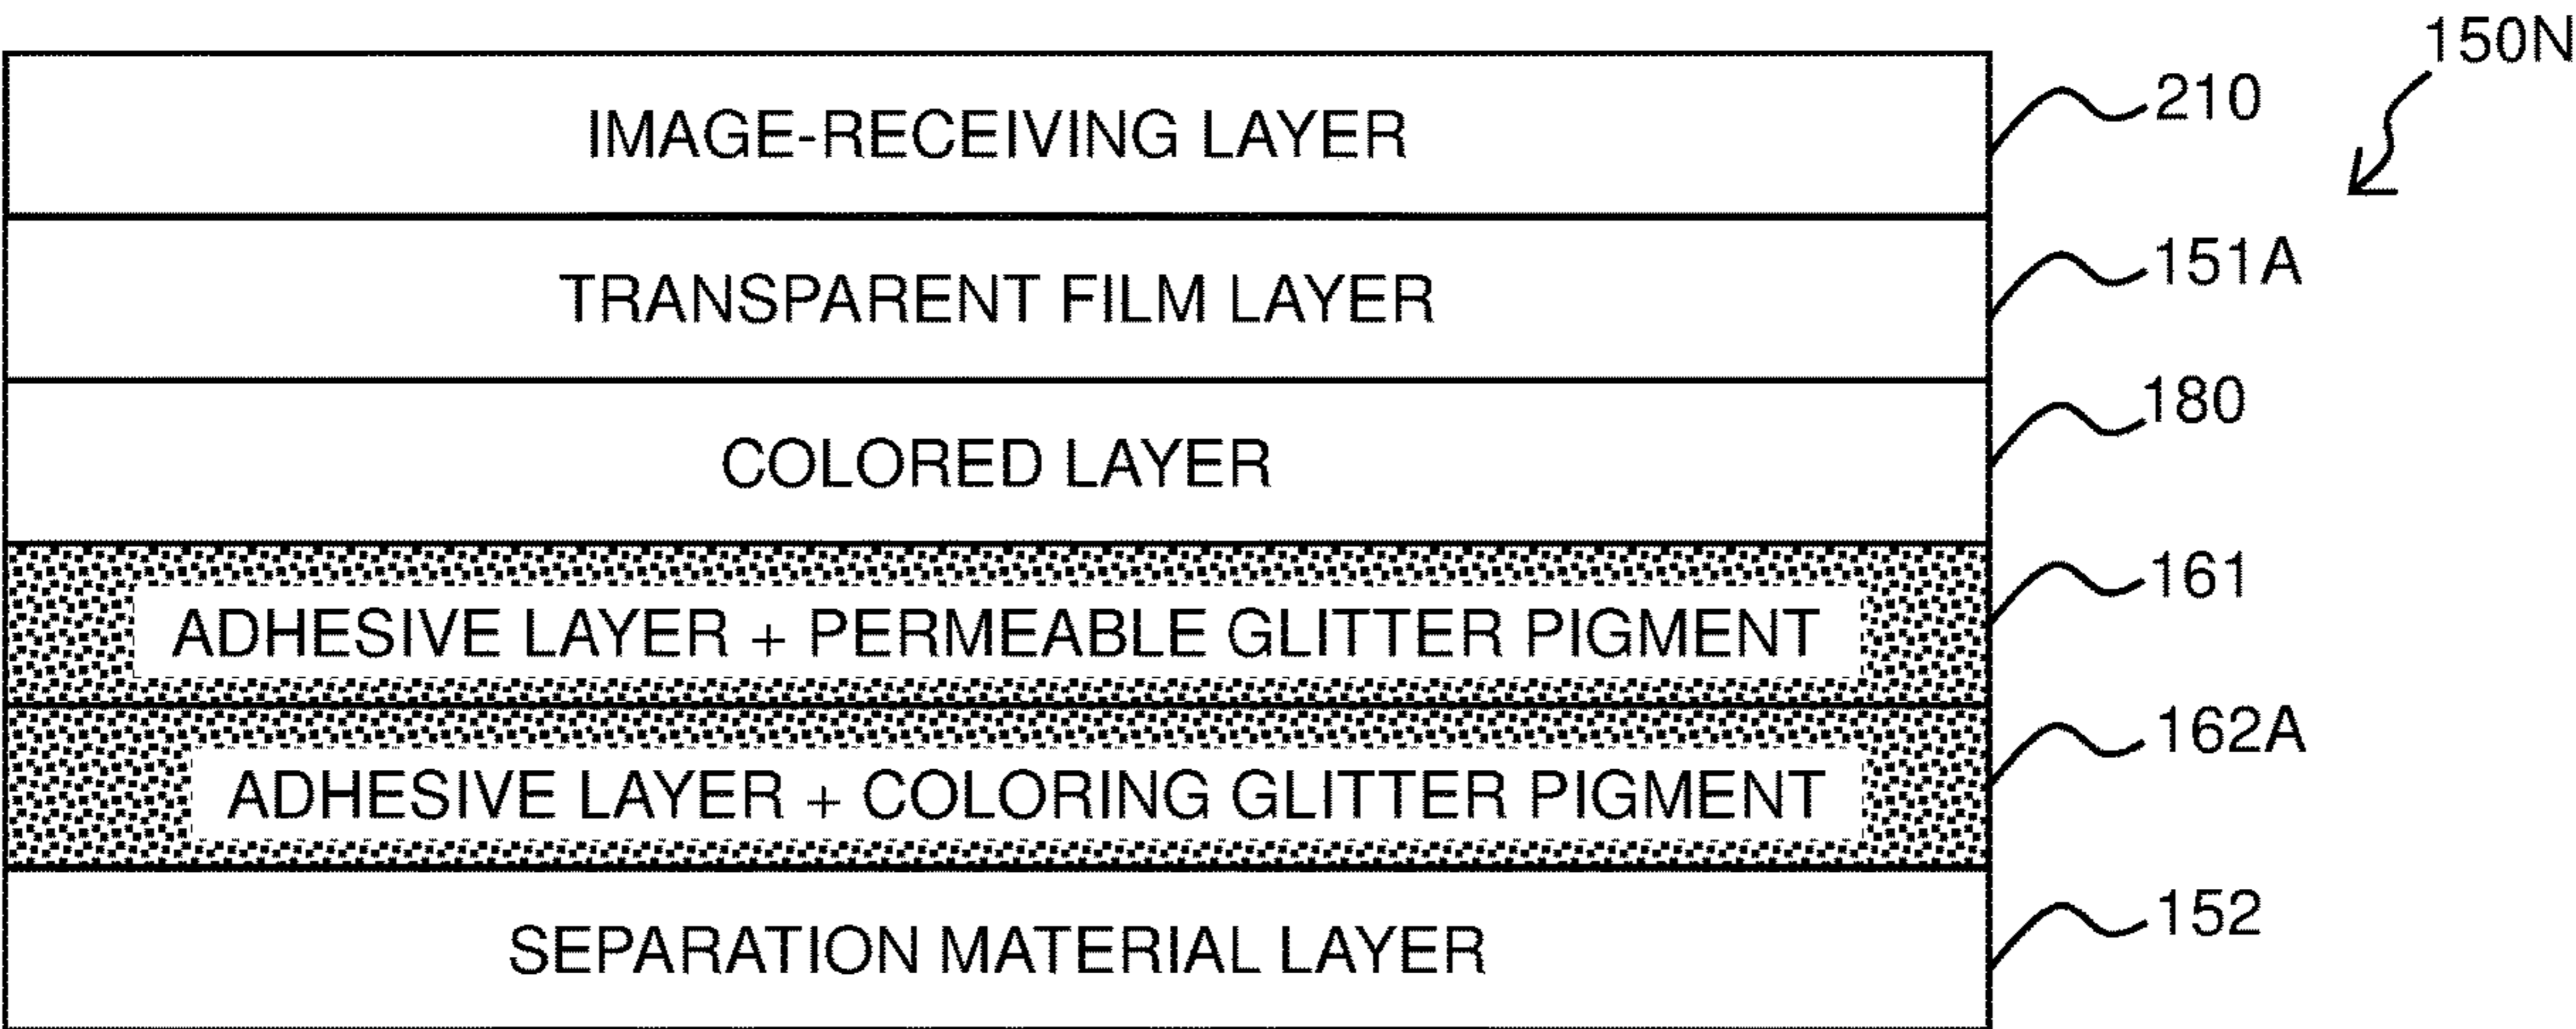 150N
IMAGE-RECEIVING LAYER 210
TRANSPARENT FILM LAYER 151A
COLORED LAYER 180
ADHESIVE LAYER + PERMEABLE GLITTER PIGMENT 161
ADHESIVE LAYER + COLORING GLITTER PIGMENT 162A
SEPARATION MATERIAL LAYER 152